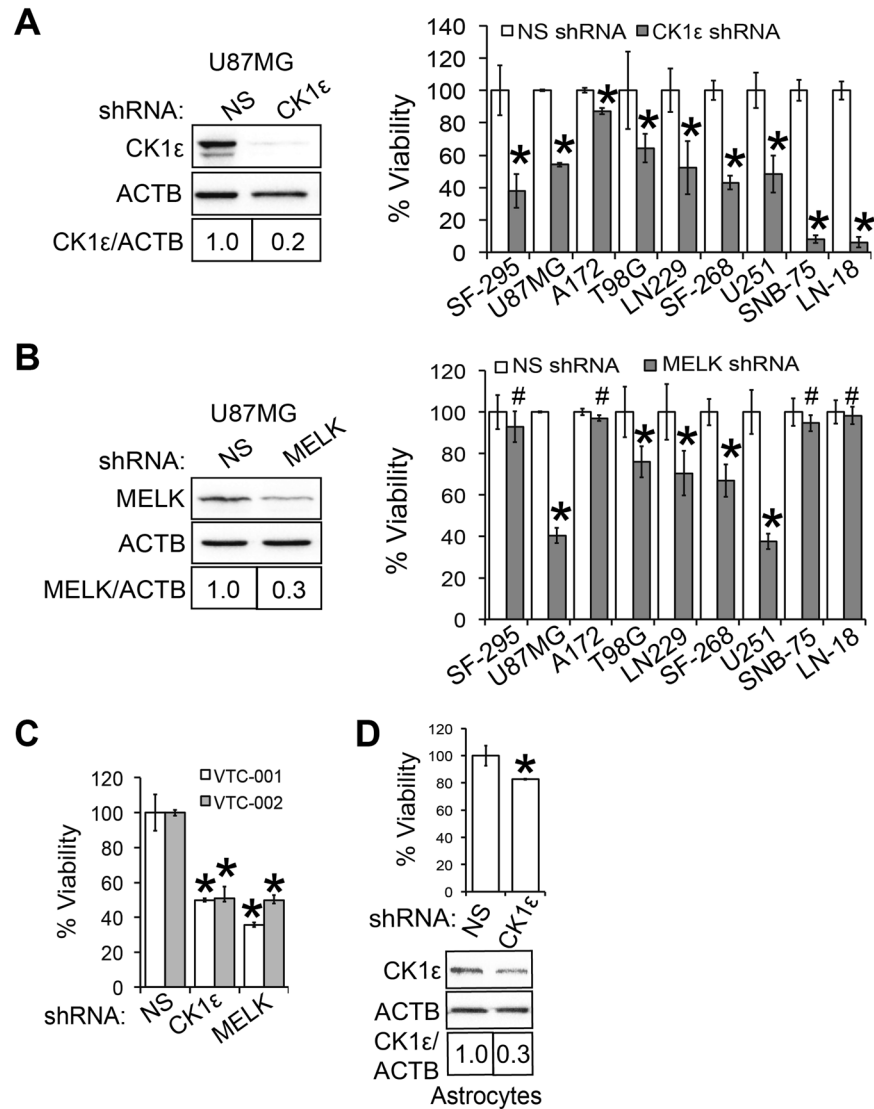 A
U87MG
shRNA: NS CK1ε
CK1ε
ACTB
CK1ε/ACTB 1.0 0.2
% Viability
140
120
100
80
60
40
20
0
NS shRNA CK1ε shRNA
* * * * * * * * *
SF-295 U87MG A172 T98G LN229 SF-268 U251 SNB-75 LN-18
B
U87MG
shRNA: NS MELK
MELK
ACTB
MELK/ACTB 1.0 0.3
% Viability
120
100
80
60
40
20
0
NS shRNA MELK shRNA
# * # * * * * # #
SF-295 U87MG A172 T98G LN229 SF-268 U251 SNB-75 LN-18
C
% Viability
120
100
80
60
40
20
0
VTC-001
VTC-002
* * * *
shRNA: NS CK1ε MELK
D
% Viability
120
100
80
60
40
20
0
*
shRNA: NS CK1ε
CK1ε
ACTB
CK1ε/
ACTB
1.0 0.3
Astrocytes